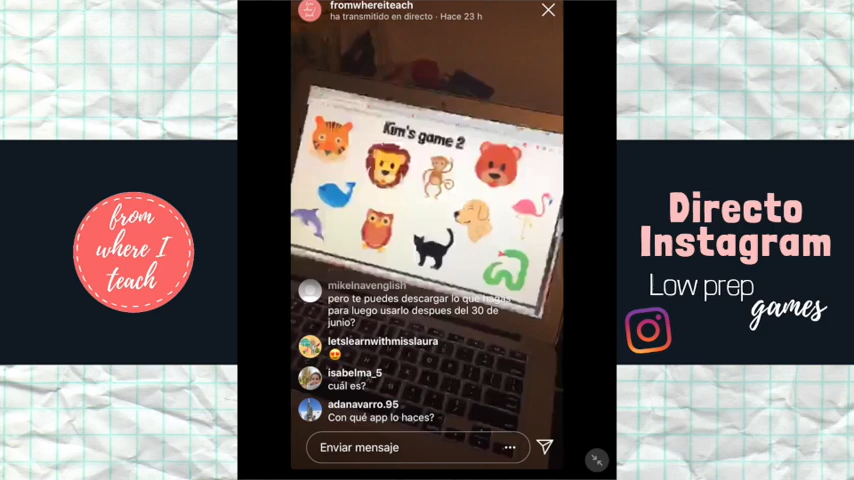 fromwhereiteach
ha transmitido en directo · Hace 23 h
Kim's game 2
from
where I
teach
Directo
Instagram
Low prep
games
mikelnavenglish
pero te puedes descargar lo que hagas
para luego usarlo despues del 30 de
junio?
letslearnwithmisslaura
isabelma_5
cuál es?
adanavarro.95
Con qué app lo haces?
Enviar mensaje